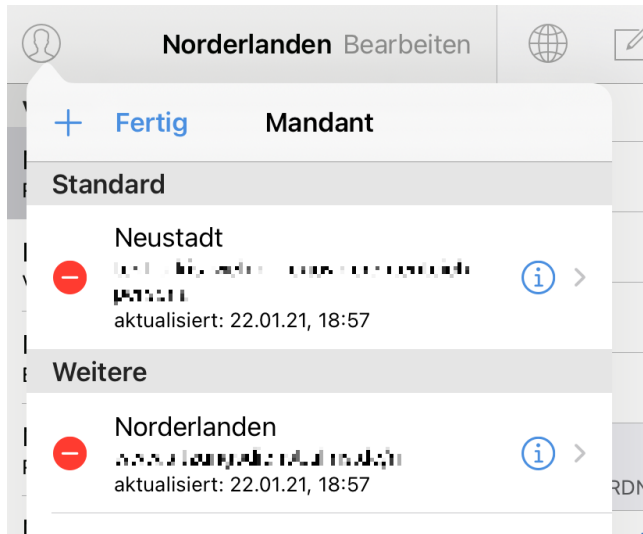 Norderlanden Bearbeiten
Fertig Mandant
Standard
Neustadt
aktualisiert: 22.01.21, 18:57
Weitere
Norderlanden
aktualisiert: 22.01.21, 18:57
RDN